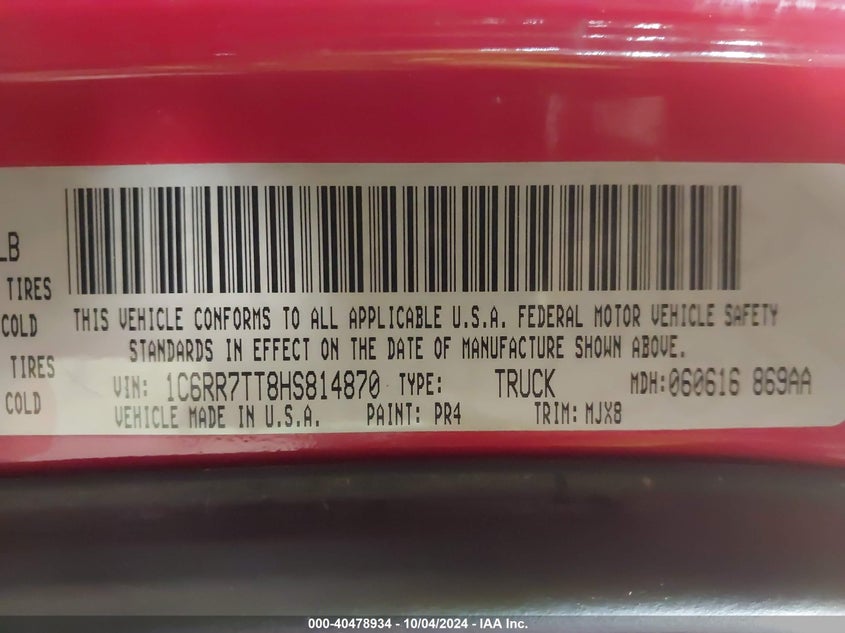 LB
TIRES
COLD
TIRES
COLD
THIS VEHICLE CONFORMS TO ALL APPLICABLE U.S.A. FEDERAL MOTOR VEHICLE SAFETY
STANDARDS IN EFFECT ON THE DATE OF MANUFACTURE SHOWN ABOVE.
VIN: 1C6RR7TT8HS814870 TYPE: TRUCK MDH:060616 869AA
VEHICLE MADE IN U.S.A. PAINT: PR4 TRIM: MJX8
000-40478934 - 10/04/2024 - IAA Inc.